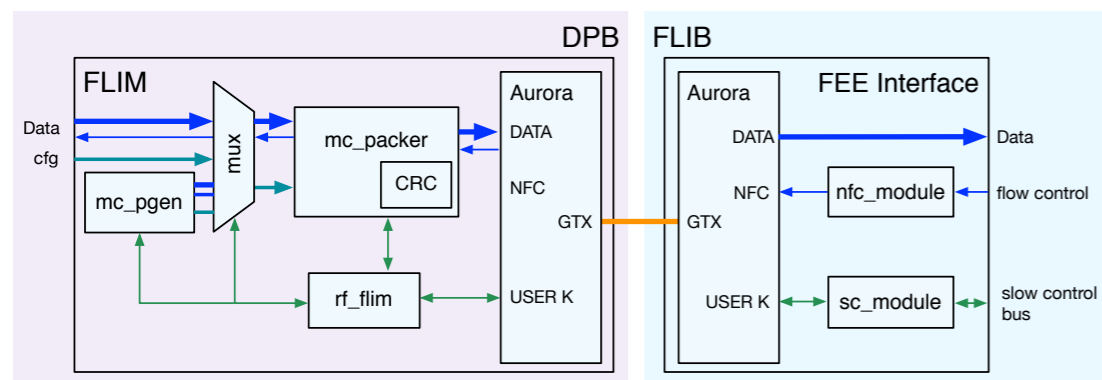 DPB
FLIB
FLIM
FEE Interface
Aurora
Aurora
Data
cfg
mux
mc_packer
CRC
mc_pgen
rf_flim
DATA
NFC
GTX
USER K
DATA
NFC
GTX
USER K
nfc_module
sc_module
Data
flow control
slow control
bus